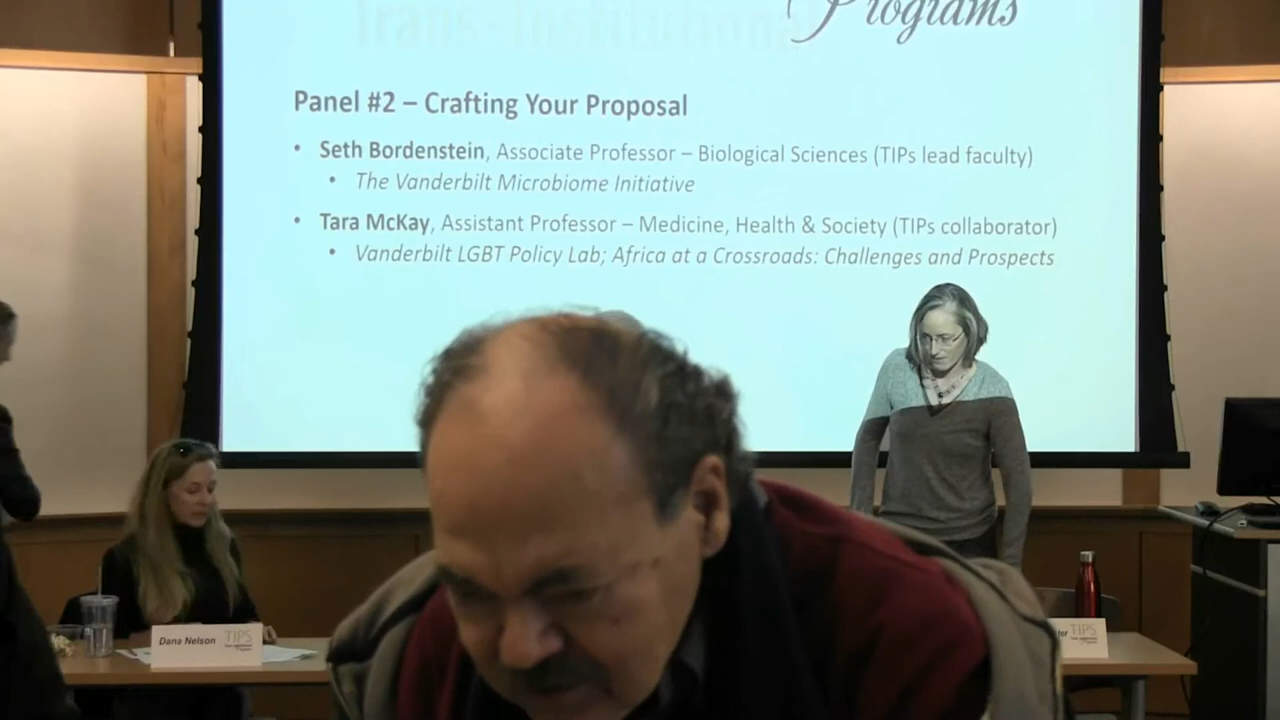 Trans-Institutional
Programs
Panel #2 – Crafting Your Proposal
• Seth Bordenstein, Associate Professor – Biological Sciences (TIPs lead faculty)
• The Vanderbilt Microbiome Initiative
• Tara McKay, Assistant Professor – Medicine, Health & Society (TIPs collaborator)
• Vanderbilt LGBT Policy Lab; Africa at a Crossroads: Challenges and Prospects
Dana Nelson TIPS
TIPS